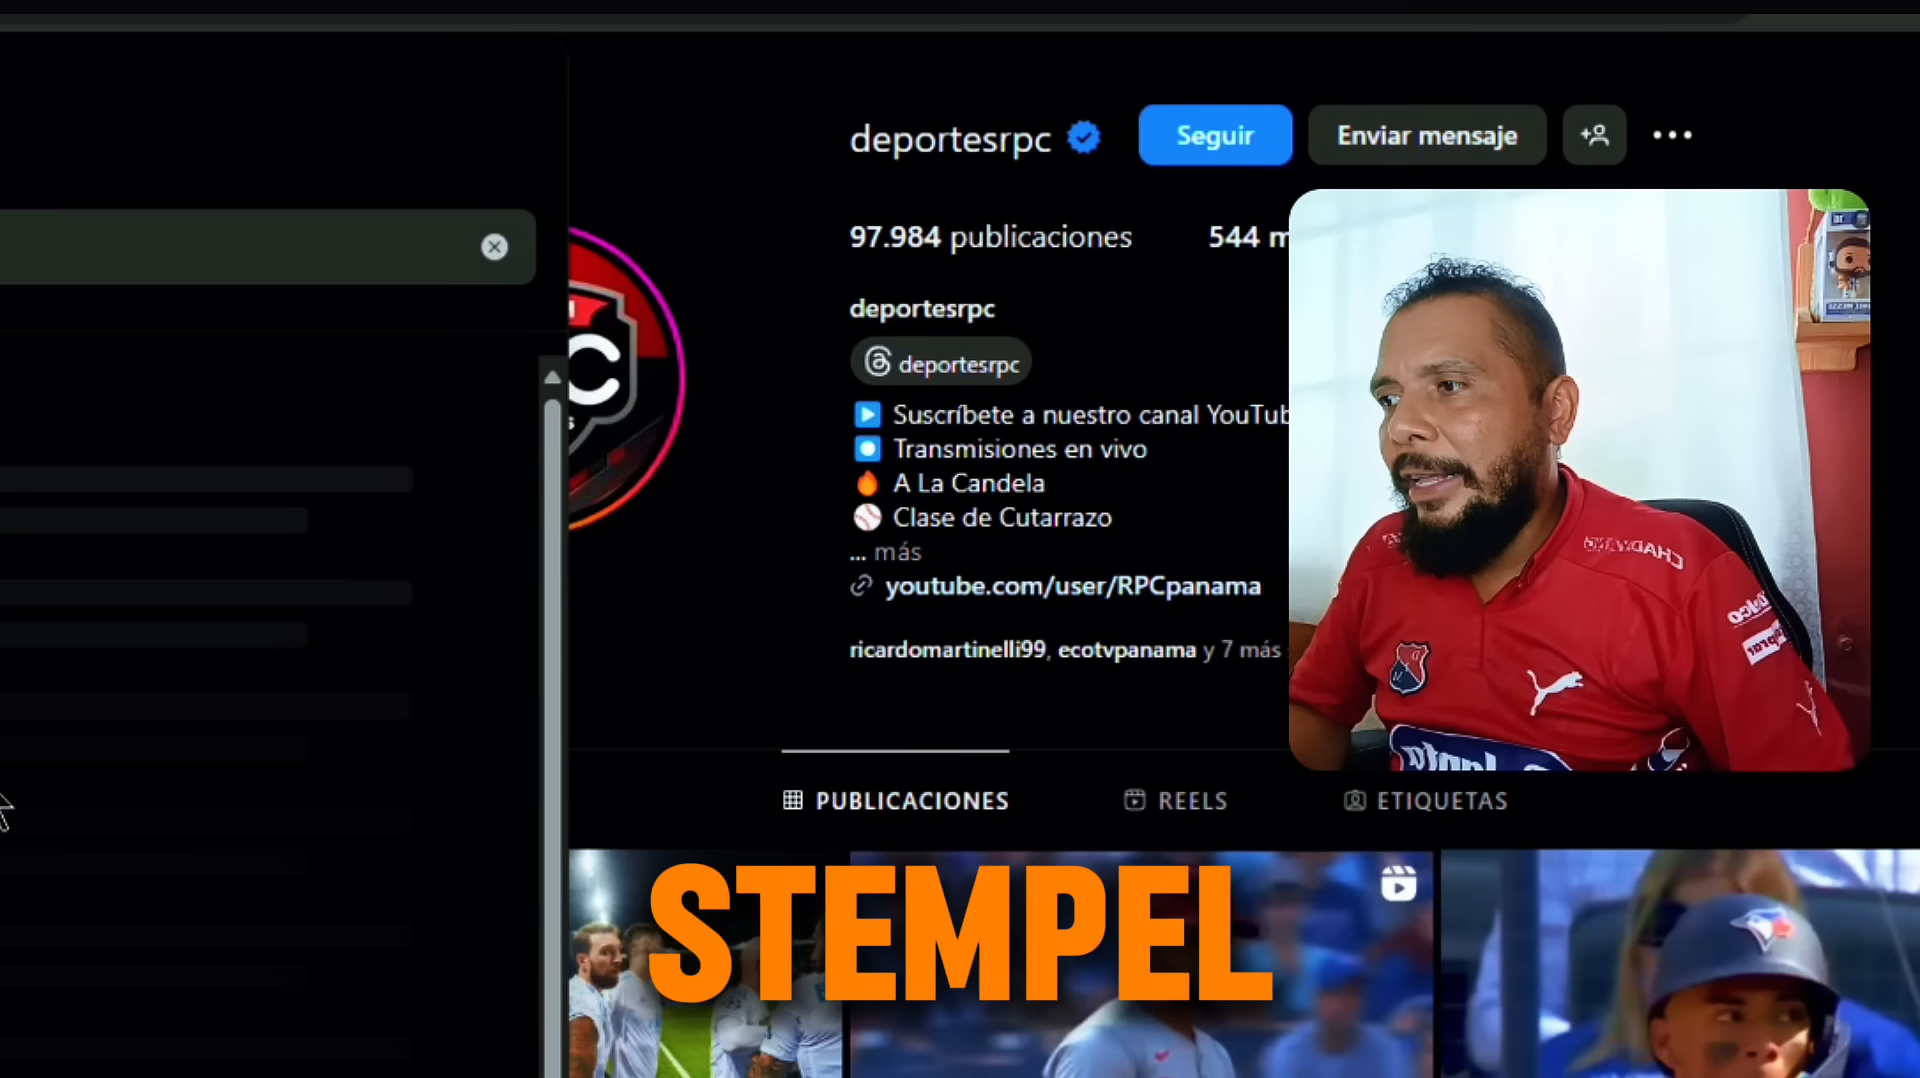 deportesrpc
Seguir
Enviar mensaje
97.984 publicaciones
544 m
deportesrpc
deportesrpc
Suscríbete a nuestro canal YouTub
Transmisiones en vivo
A La Candela
Clase de Cutarrazo
... más
youtube.com/user/RPCpanama
ricardomartinelli99, ecotvpanama y 7 más
PUBLICACIONES
REELS
ETIQUETAS
STEMPEL